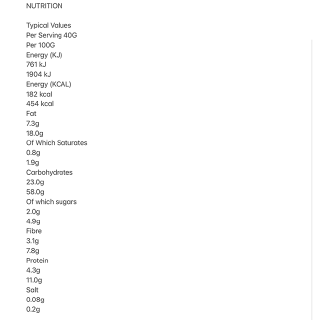 NUTRITION
Typical Values
Per Serving 40G
Per 100G
Energy (KJ)
761 kJ
1904 kJ
Energy (KCAL)
182 kcal
454 kcal
Fat
7.3g
18.0g
Of Which Saturates
0.8g
1.9g
Carbohydrates
23.0g
58.0g
Of which sugars
2.0g
4.9g
Fibre
3.1g
7.8g
Protein
4.3g
11.0g
Salt
0.08g
0.2g